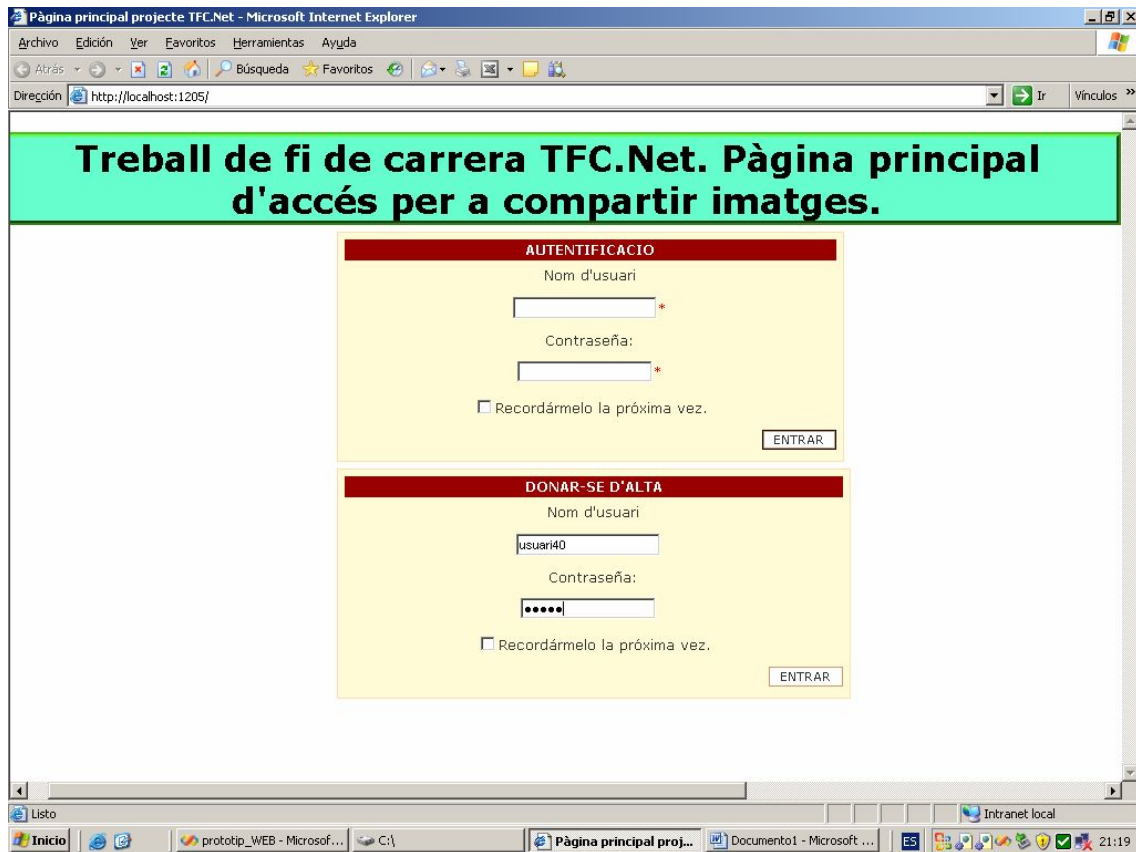 Pàgina principal projecte TFC.Net - Microsoft Internet Explorer
Archivo Edición Ver Favoritos Herramientas Ayuda
Atrás Búsqueda Favoritos
Dirección http://localhost:1205/ Ir Vínculos »
Treball de fi de carrera TFC.Net. Pàgina principal
d'accés per a compartir imatges.
AUTENTIFICACIO
Nom d'usuari
*
Contraseña:
*
Recordármelo la próxima vez.
ENTRAR
DONAR-SE D'ALTA
Nom d'usuari
usuari40
Contraseña:
•••••
Recordármelo la próxima vez.
ENTRAR
Listo Intranet local
Inicio prototip_WEB - Microsof... C:\ Pàgina principal proj... Documento1 - Microsoft ... ES 21:19